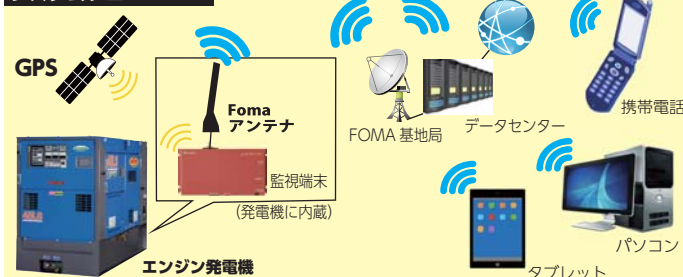 GPS
Foma
アンテナ
監視端末
(発電機に内蔵)
エンジン発電機
FOMA 基地局
データセンター
携帯電話
タブレット
パソコン